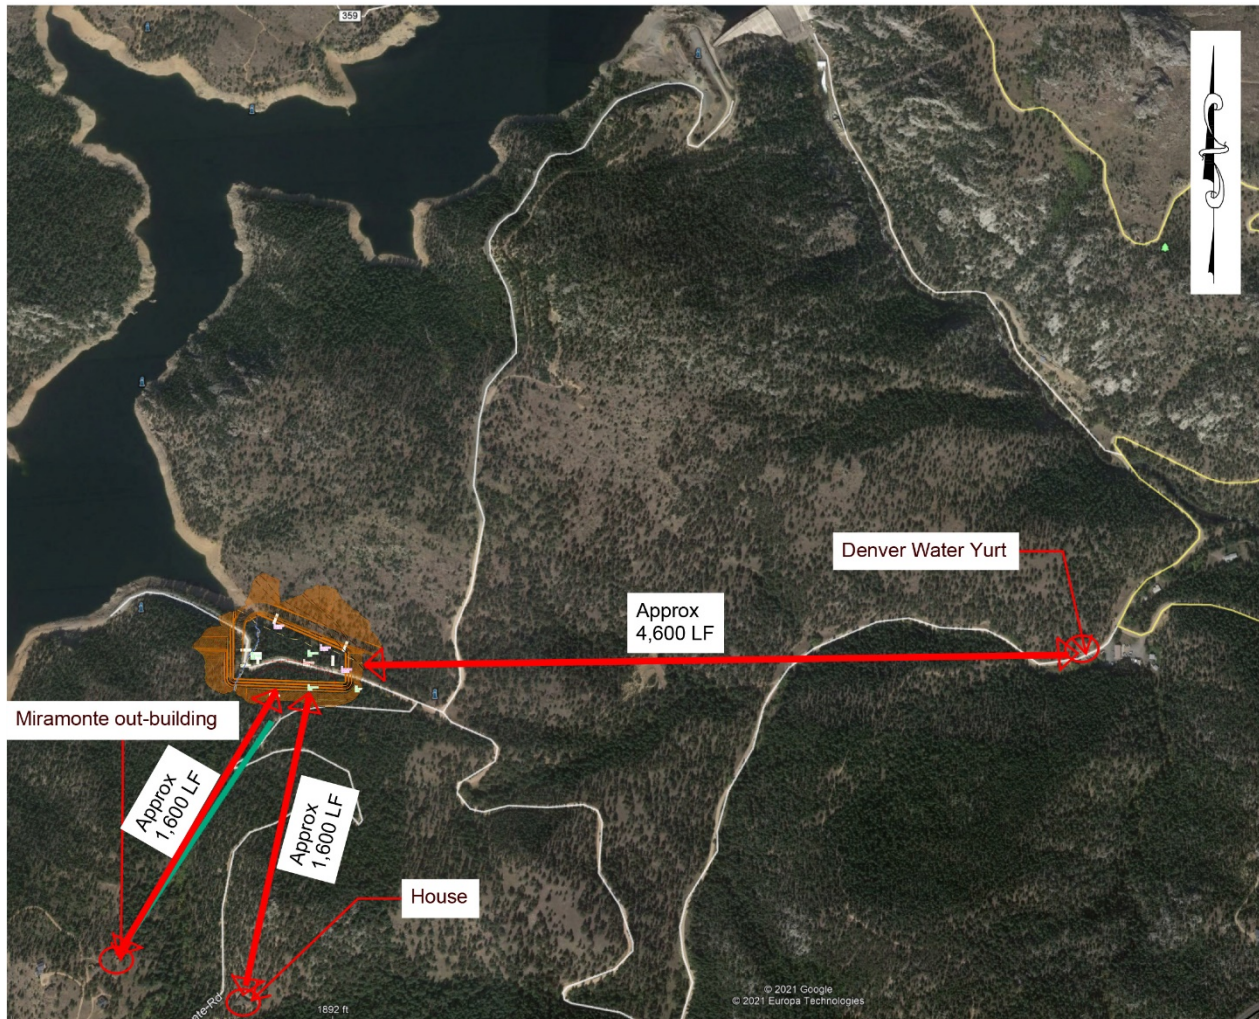 359
Denver Water Yurt
Approx
4,600 LF
Miramonte out-building
Approx
1,600 LF
Approx
1,600 LF
House
© 2021 Google
© 2021 Europa Technologies
1892 ft